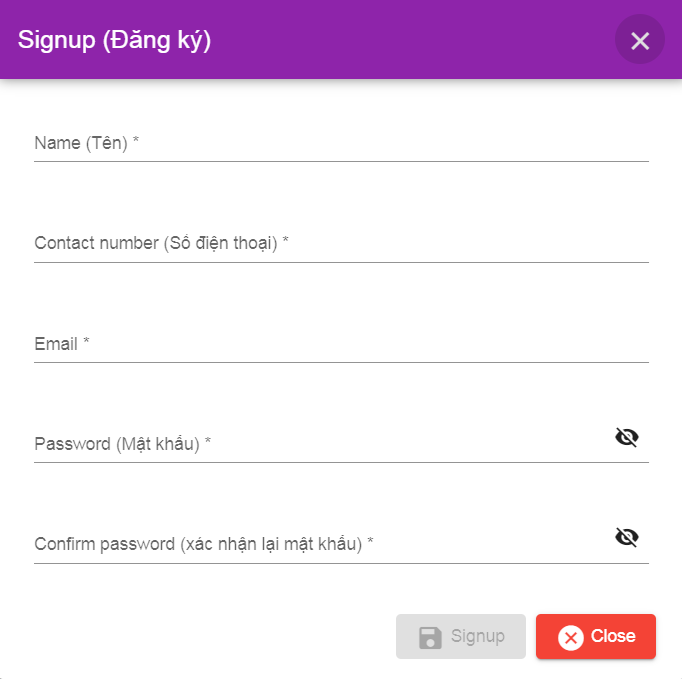 Signup (Đăng ký)
Name (Tên) *
Contact number (Số điện thoại) *
Email *
Password (Mật khẩu) *
Confirm password (xác nhận lại mật khẩu) *
Signup
Close